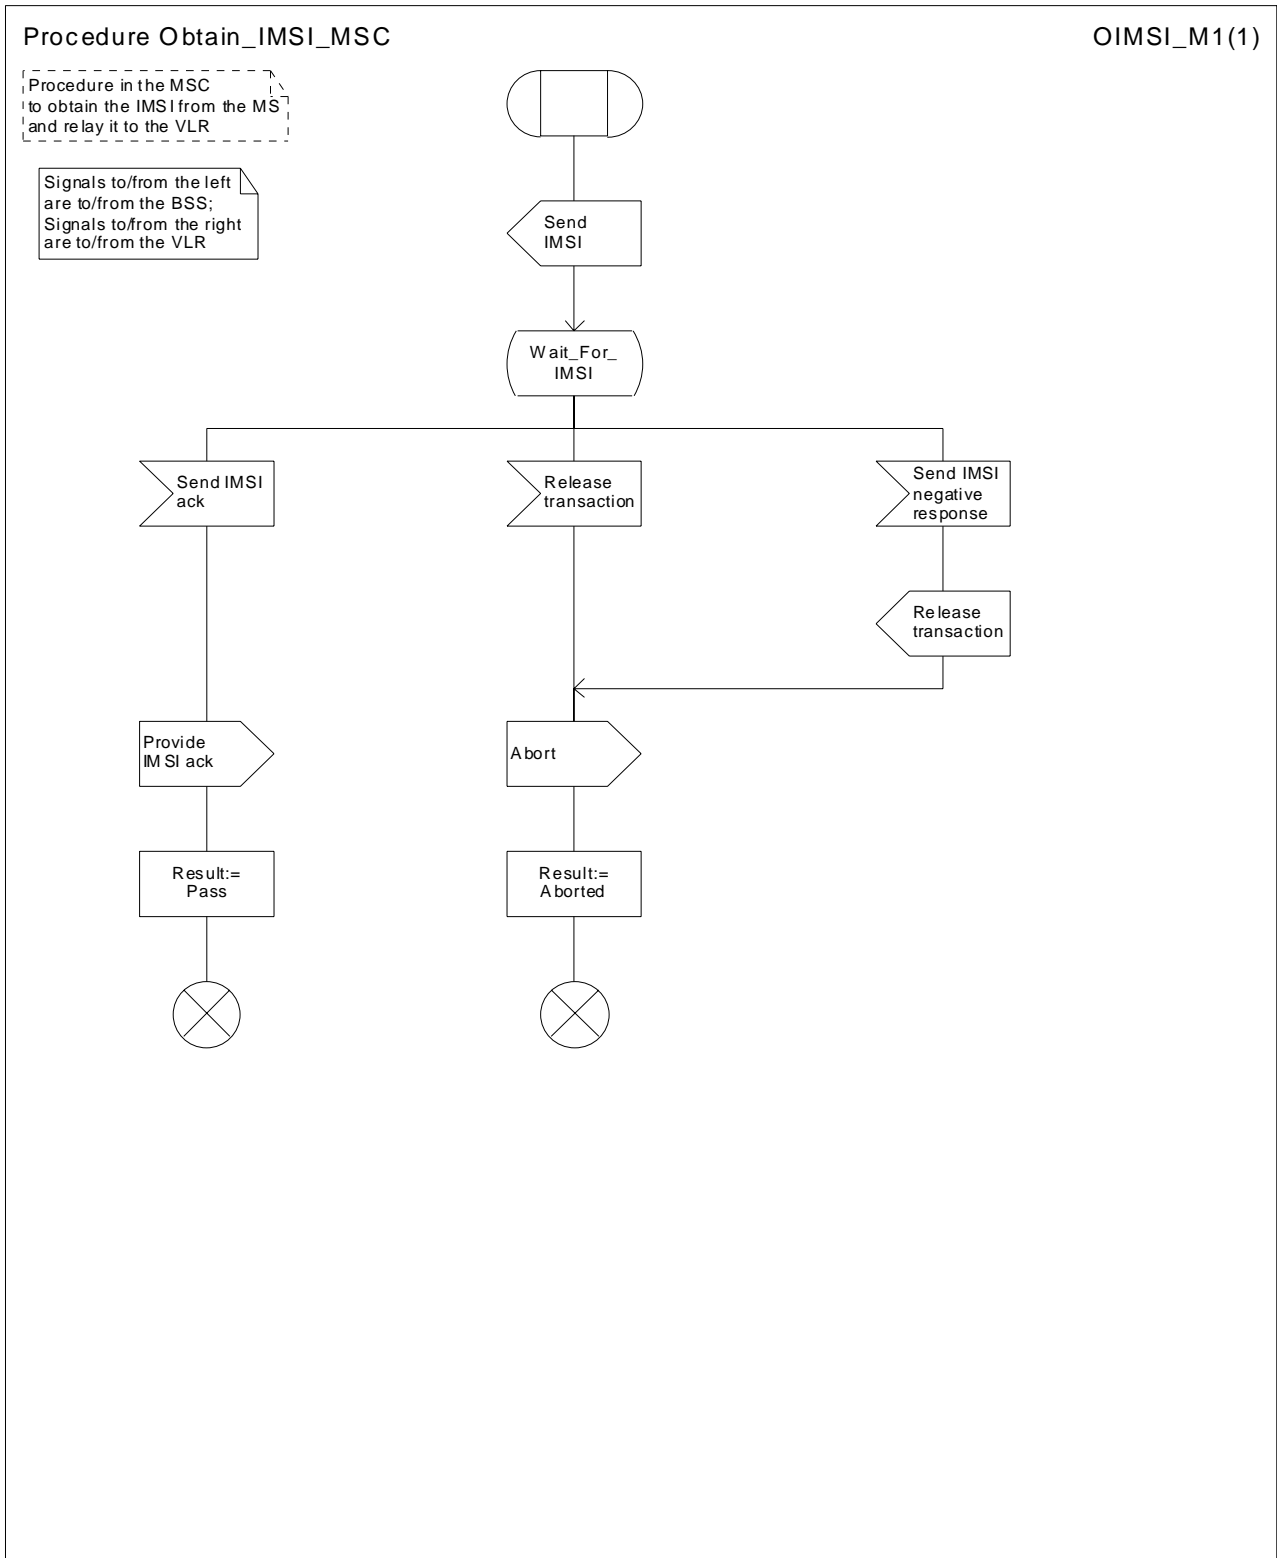 Procedure Obtain_IMSI_MSC
OIMSI_M1(1)
Procedure in the MSC
to obtain the IMSI from the MS
and relay it to the VLR
Signals to/from the left
are to/from the BSS;
Signals to/from the right
are to/from the VLR
Send
IMSI
Wait_For_
IMSI
Send IMSI
ack
Release
transaction
Send IMSI
negative
response
Release
transaction
Provide
IMSI ack
Abort
Result:=
Pass
Result:=
Aborted